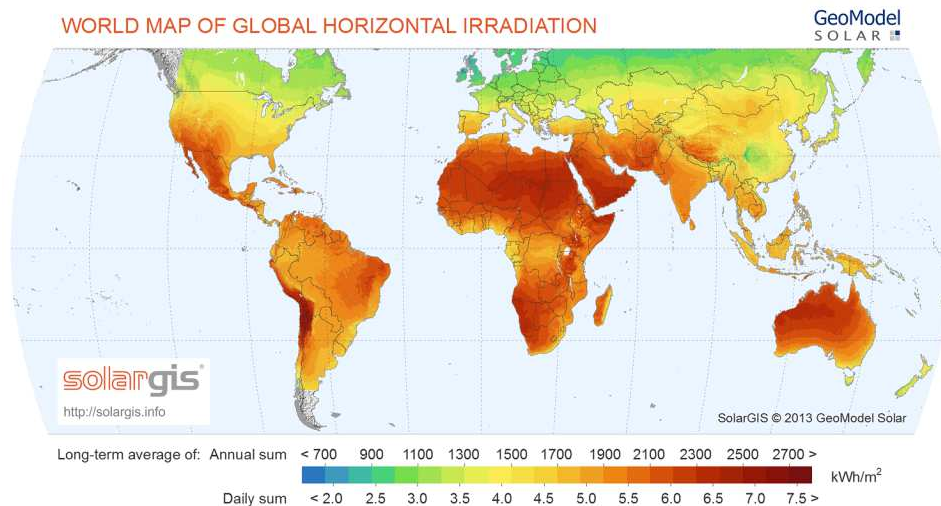 WORLD MAP OF GLOBAL HORIZONTAL IRRADIATION
GeoModel
SOLAR
solargis®
http://solargis.info
SolarGIS © 2013 GeoModel Solar
Long-term average of: Annual sum < 700 900 1100 1300 1500 1700 1900 2100 2300 2500 2700 >
kWh/m²
Daily sum < 2.0 2.5 3.0 3.5 4.0 4.5 5.0 5.5 6.0 6.5 7.0 7.5 >